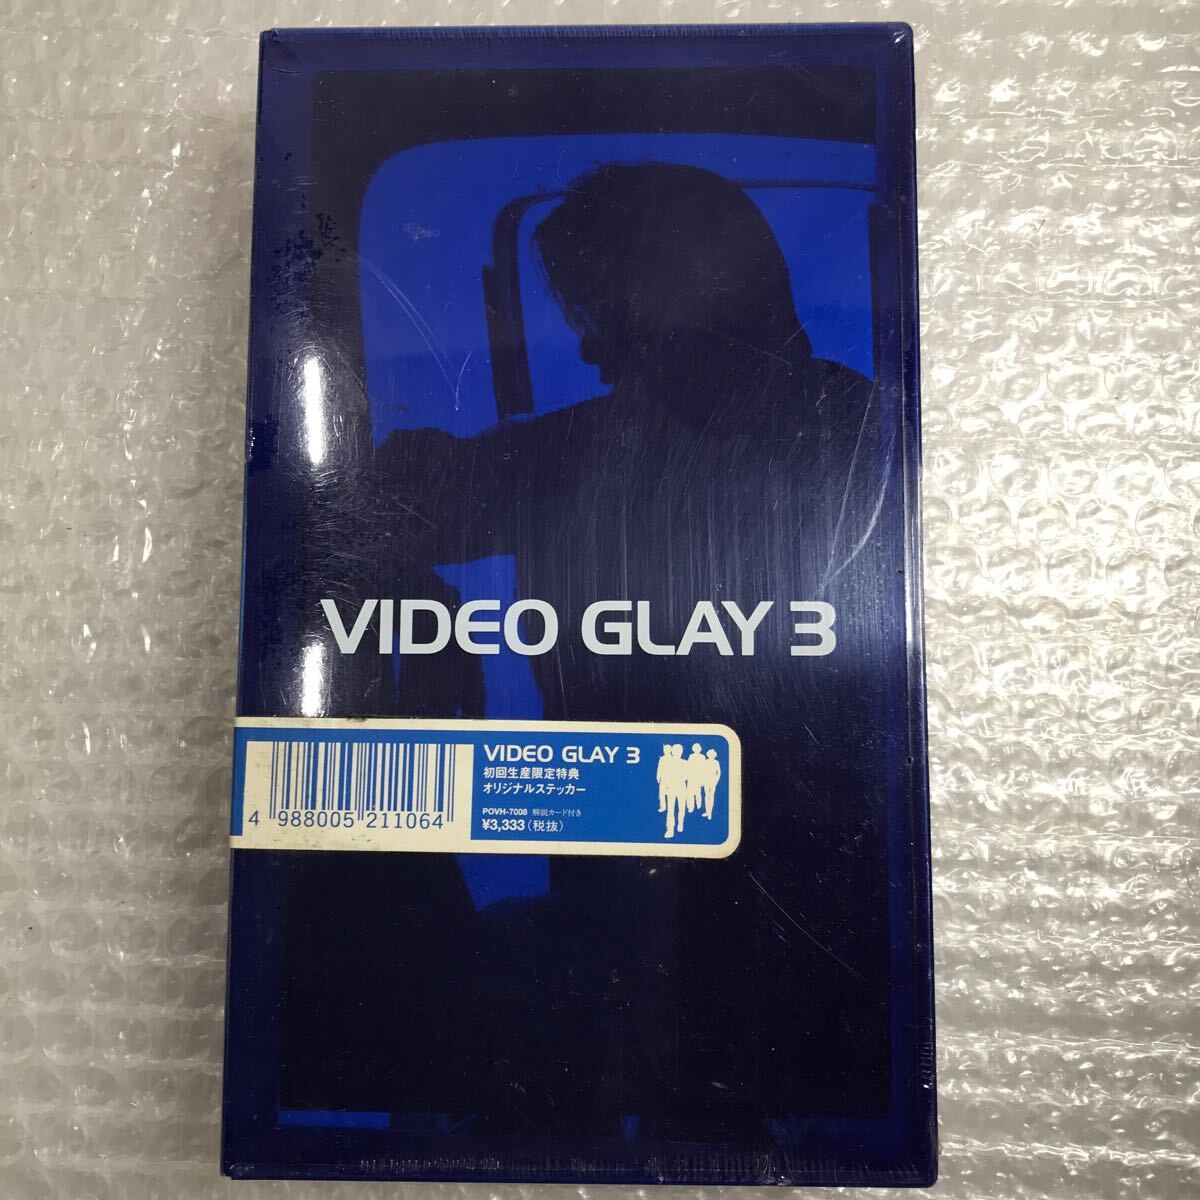 VIDEO GLAY 3
VIDEO GLAY 3
初回生産限定特典
オリジナルステッカー
POVH-7008 解説カード付き
¥3,333(税抜)
4 988005 211064